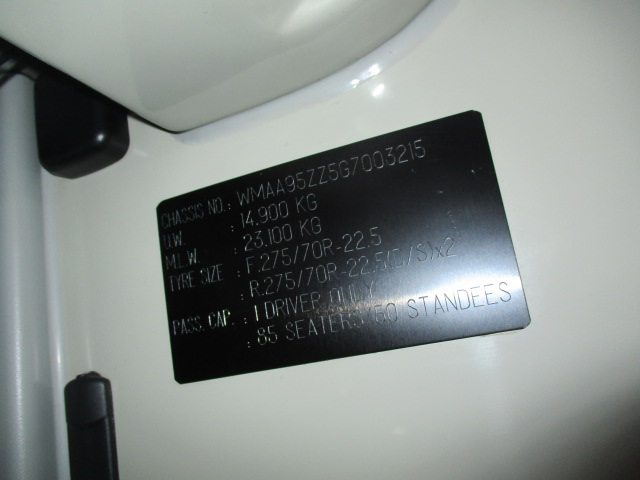 CHASSIS NO.: WMAA95ZZ5G7003215
U.W. : 14,900 KG
M.L.W. : 23,100 KG
TYRE SIZE : F.275/70R-22.5
: R.275/70R-22.5(D/S)x2
PASS. CAP. : 1 DRIVER ONLY
: 85 SEATERS/50 STANDEES